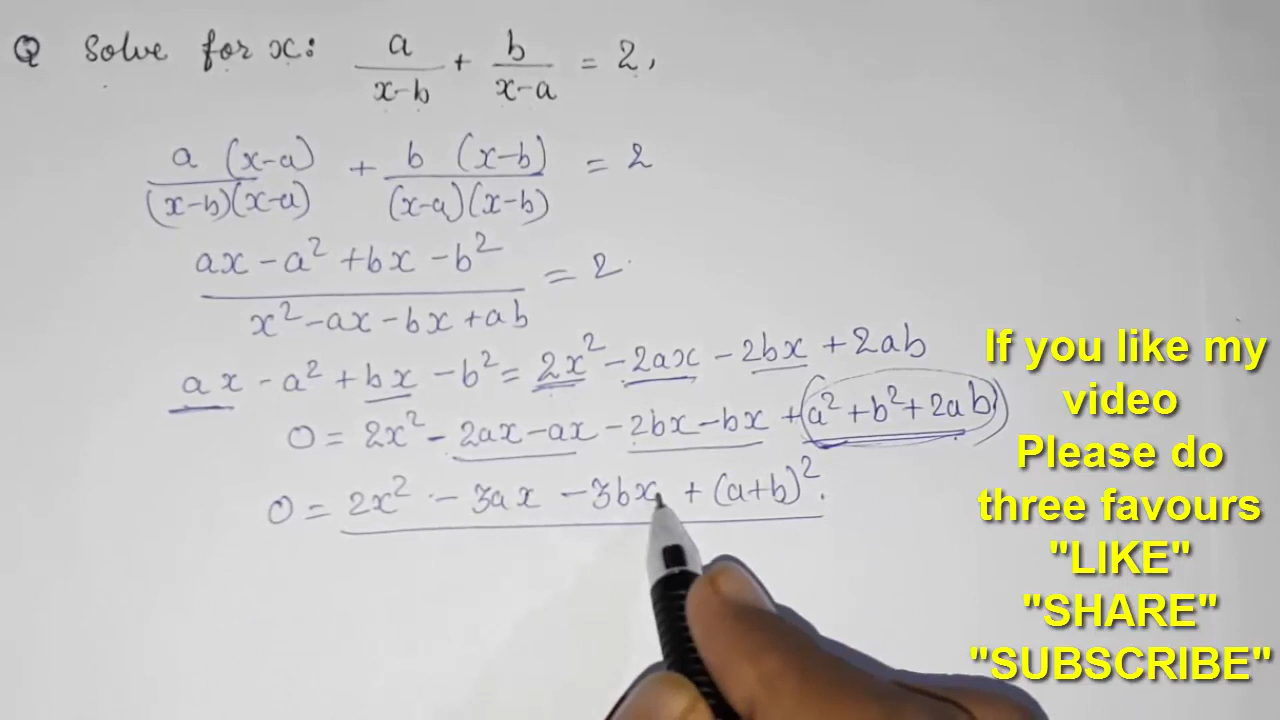 Q Solve for x: a/(x-b) + b/(x-a) = 2,
a (x-a)/(x-b)(x-a) + b (x-b)/(x-a)(x-b) = 2
ax - a² + bx - b²/x² - ax - bx + ab = 2
ax - a² + bx - b² = 2x² - 2ax - 2bx + 2ab
0 = 2x² - 2ax - ax - 2bx - bx + (a² + b² + 2ab)
0 = 2x² - 3ax - 3bx + (a+b)².
If you like my
video
Please do
three favours
"LIKE"
"SHARE"
"SUBSCRIBE"